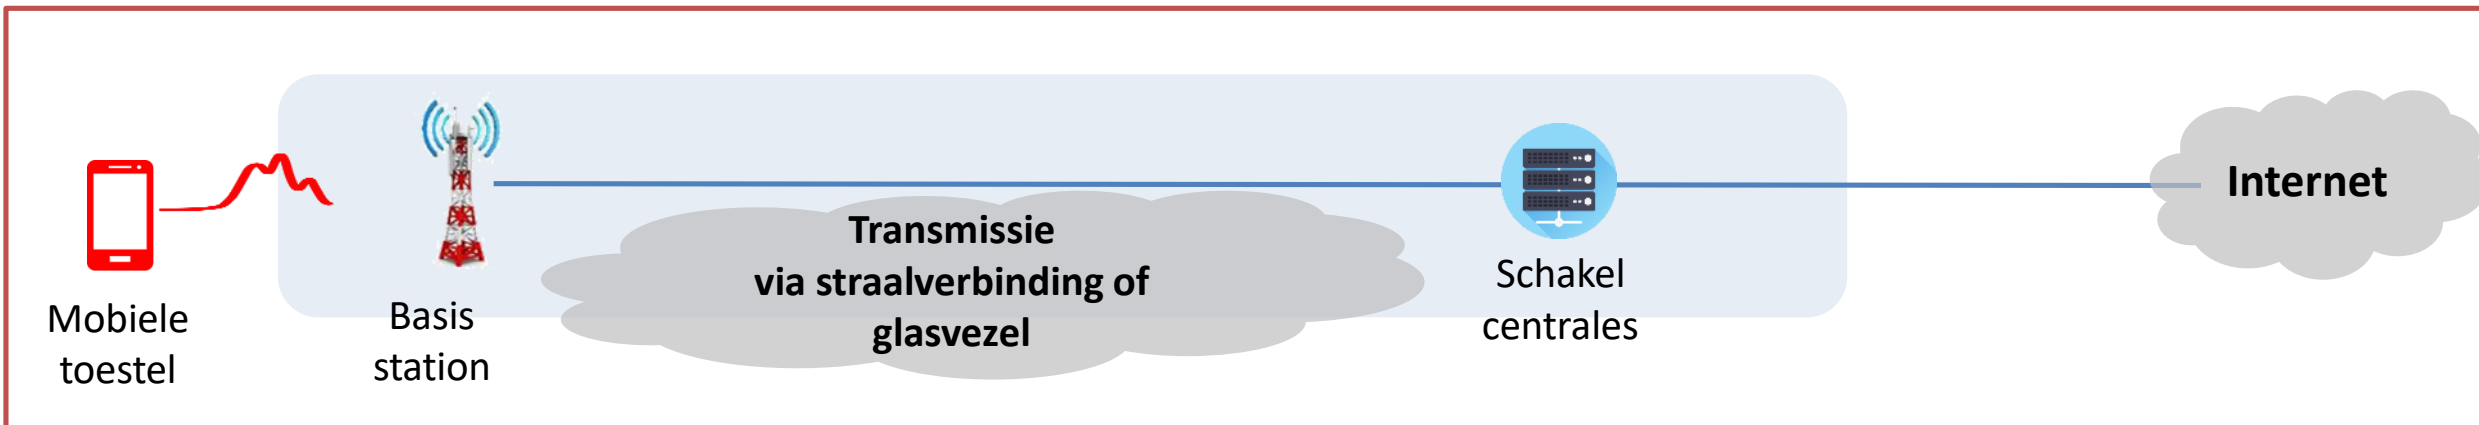 Mobiele
toestel
Basis
station
Transmissie
via straalverbinding of
glasvezel
Schakel
centrales
Internet